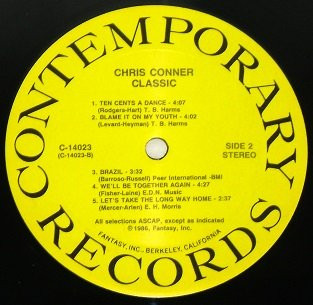 CONTEMPORARY
RECORDS
CHRIS CONNER
CLASSIC
1. TEN CENTS A DANCE - 4:07
(Rodgers-Hart) T. B. Harms
2. BLAME IT ON MY YOUTH - 4:02
(Levant-Heyman) T. B. Harms
C-14023
(C-14023-B)
SIDE 2
STEREO
3. BRAZIL - 3:32
(Barroso-Russell) Peer International -BMI
4. WE'LL BE TOGETHER AGAIN - 4:27
(Fisher-Laine) E.D.H. Music
5. LET'S TAKE THE LONG WAY HOME - 2:37
(Mercer-Arlen) E. H. Morris
All selections ASCAP, except as indicated
©1986, Fantasy, Inc.
FANTASY, INC., BERKELEY, CALIFORNIA